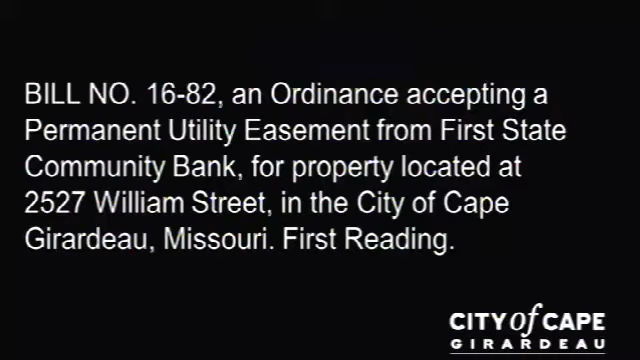 BILL NO. 16-82, an Ordinance accepting a
Permanent Utility Easement from First State
Community Bank, for property located at
2527 William Street, in the City of Cape
Girardeau, Missouri. First Reading.
CITY of CAPE
GIRARDEAU